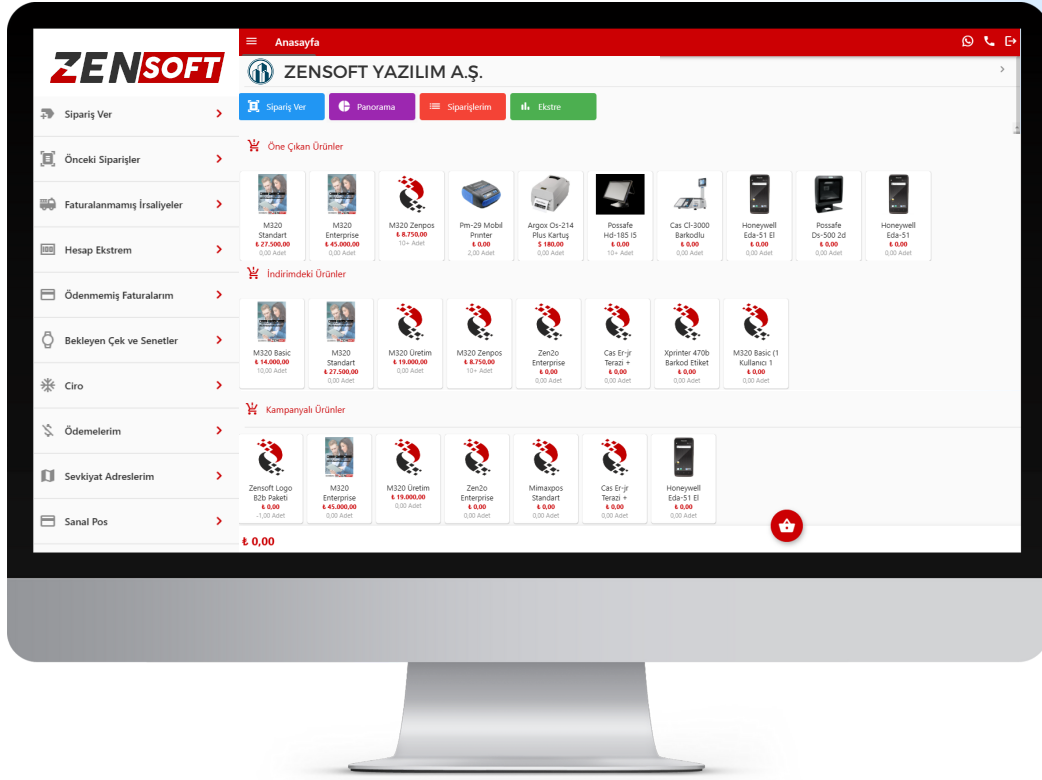 ZENSOFT
Anasayfa
ZENSOFT YAZILIM A.Ş.
Sipariş Ver
Panorama
Siparişlerim
Ekstre
Sipariş Ver
Önceki Siparişler
Faturalanmamış İrsaliyeler
Hesap Ekstrem
Ödenmemiş Faturalarım
Bekleyen Çek ve Senetler
Ciro
Ödemelerim
Sevkiyat Adreslerim
Sanal Pos
Öne Çıkan Ürünler
M320
Standart
₺ 27.500,00
0,00 Adet
M320
Enterprise
₺ 45.000,00
0,00 Adet
M320 Zenpos
₺ 8.750,00
10+ Adet
Pm-29 Mobil
Printer
₺ 0,00
2,00 Adet
Argox Os-214
Plus Kartuş
$ 180,00
0,00 Adet
Possafe
Hd-185 I5
₺ 0,00
10+ Adet
Cas Cl-3000
Barkodlu
₺ 0,00
0,00 Adet
Honeywell
Eda-51 El
₺ 0,00
0,00 Adet
Possafe
Ds-500 2d
₺ 0,00
0,00 Adet
Honeywell
Eda-51
₺ 0,00
0,00 Adet
İndirimdeki Ürünler
M320 Basic
₺ 14.000,00
10,00 Adet
M320
Standart
₺ 27.500,00
0,00 Adet
M320 Üretim
₺ 19.000,00
0,00 Adet
M320 Zenpos
₺ 8.750,00
10+ Adet
Zen2o
Enterprise
₺ 0,00
0,00 Adet
Cas Er-jr
Terazi +
₺ 0,00
0,00 Adet
Xprinter 470b
Barkod Etiket
₺ 0,00
0,00 Adet
M320 Basic (1
Kullanıcı 1
₺ 0,00
0,00 Adet
Kampanyalı Ürünler
Zensoft Logo
B2b Paketi
₺ 0,00
-1,00 Adet
M320
Enterprise
₺ 45.000,00
0,00 Adet
M320 Üretim
₺ 19.000,00
0,00 Adet
Zen2o
Enterprise
₺ 0,00
0,00 Adet
Mimaxpos
Standart
₺ 0,00
0,00 Adet
Cas Er-jr
Terazi +
₺ 0,00
0,00 Adet
Honeywell
Eda-51 El
₺ 0,00
0,00 Adet
₺ 0,00